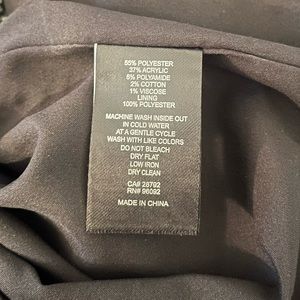 55% POLYESTER
37% ACRYLIC
5% POLYAMIDE
2% COTTON
1% VISCOSE
LINING
100% POLYESTER
MACHINE WASH INSIDE OUT
IN COLD WATER
AT A GENTLE CYCLE
WASH WITH LIKE COLORS
DO NOT BLEACH
DRY FLAT
LOW IRON
DRY CLEAN
CA# 28792
RN# 96092
MADE IN CHINA